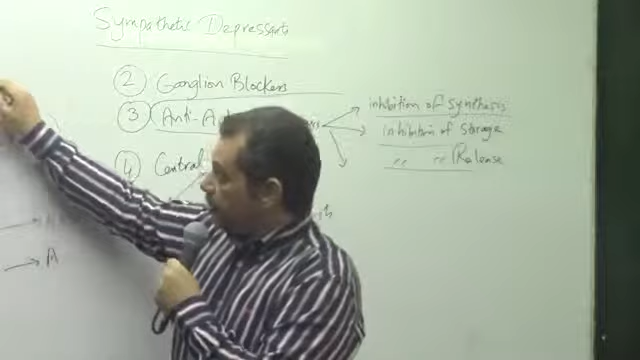 Sympathetic Depressants
2 Ganglion Blockers
3 Anti-
inhibition of Synthesis
inhibition of Storage
4 Central
" " Release
A